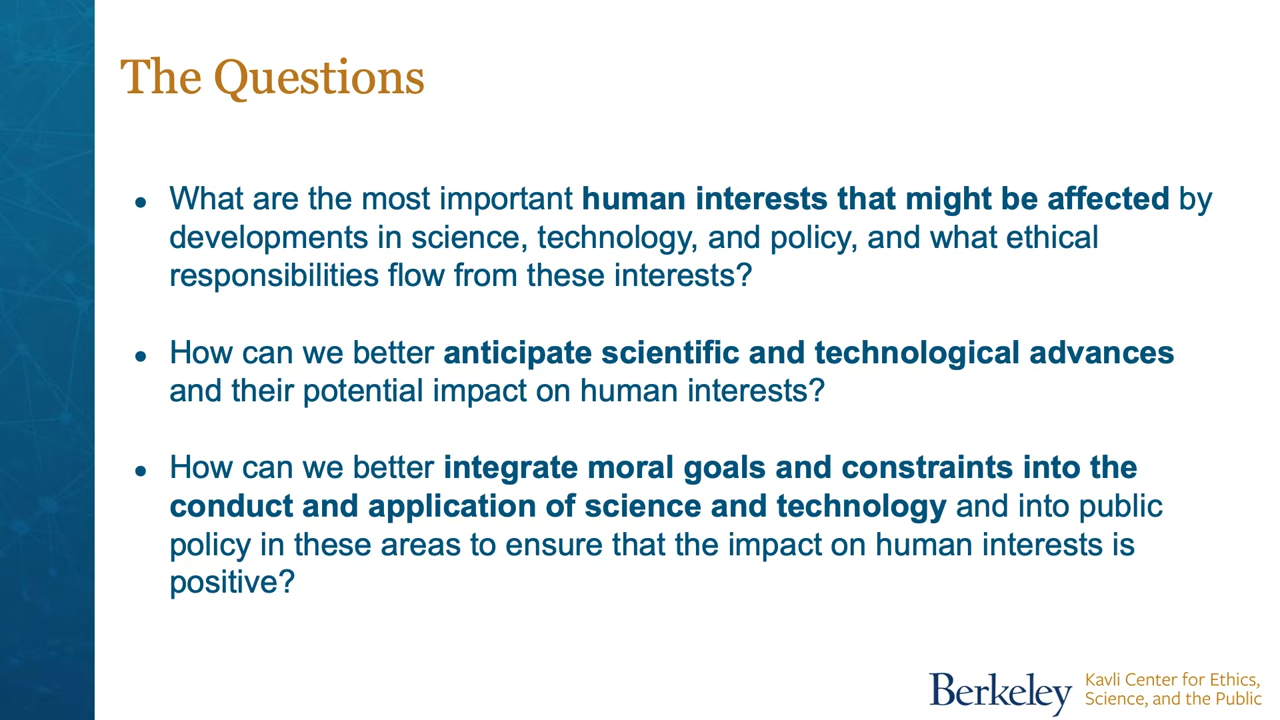 The Questions
• What are the most important human interests that might be affected by
developments in science, technology, and policy, and what ethical
responsibilities flow from these interests?
• How can we better anticipate scientific and technological advances
and their potential impact on human interests?
• How can we better integrate moral goals and constraints into the
conduct and application of science and technology and into public
policy in these areas to ensure that the impact on human interests is
positive?
Berkeley
Kavli Center for Ethics,
Science, and the Public